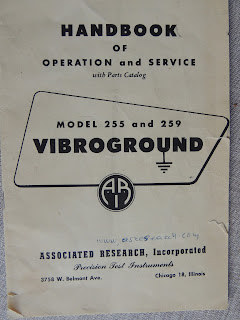 HANDBOOK
OF
OPERATION and SERVICE
with Parts Catalog
MODEL 255 and 259
VIBROGROUND
AR
ASSOCIATED RESEARCH, Incorporated
Precision Test Instruments
3758 W. Belmont Ave. Chicago 18, Illinois